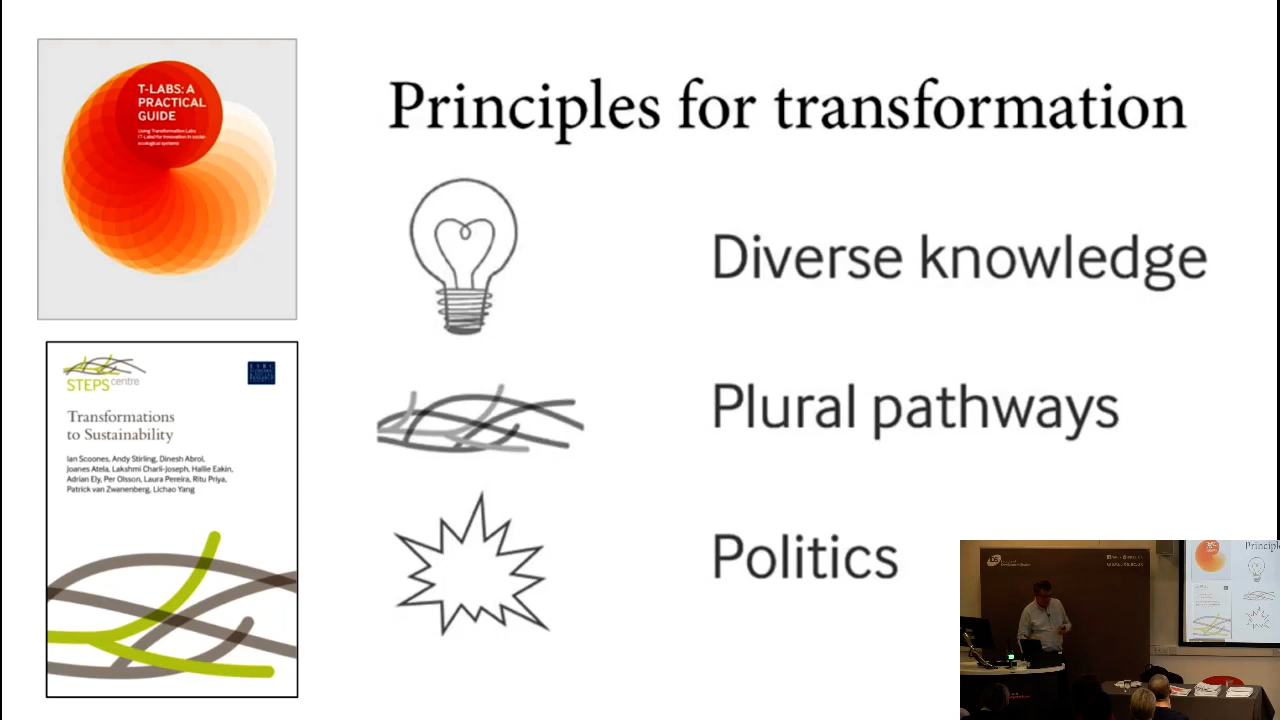 T-LABS: A
PRACTICAL
GUIDE
Using Transformation Labs
(T-Labs) for innovation in social-
ecological systems
Principles for transformation
Diverse knowledge
Plural pathways
Politics
STEPS centre
Transformations
to Sustainability
Ian Scoones, Andy Stirling, Dinesh Abrol,
Joanes Atela, Lakshmi Charli-Joseph, Hallie Eakin,
Adrian Ely, Per Olsson, Laura Pereira, Ritu Priya,
Patrick van Zwanenberg, Lichao Yang
Principl